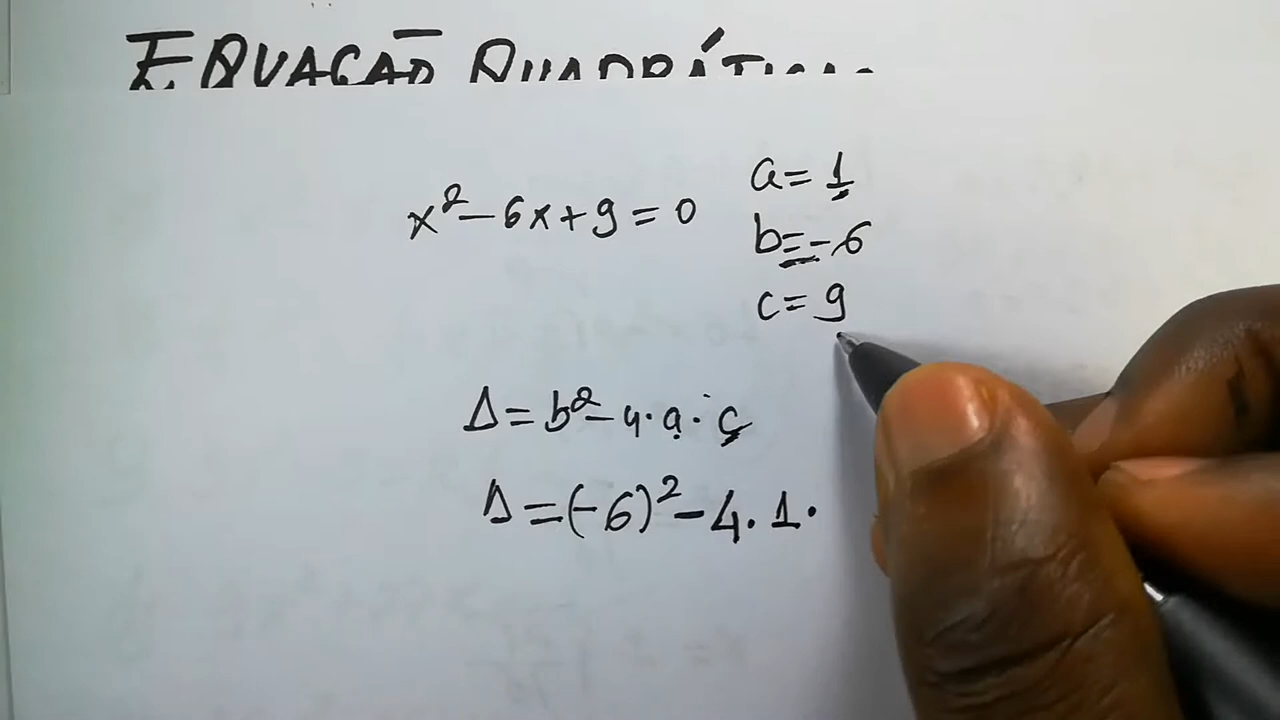 EQUAÇÃO QUADRÁTICA
x² - 6x + 9 = 0
a = 1
b = -6
c = 9
Δ = b² - 4 · a · c
Δ = (-6)² - 4 · 1 ·